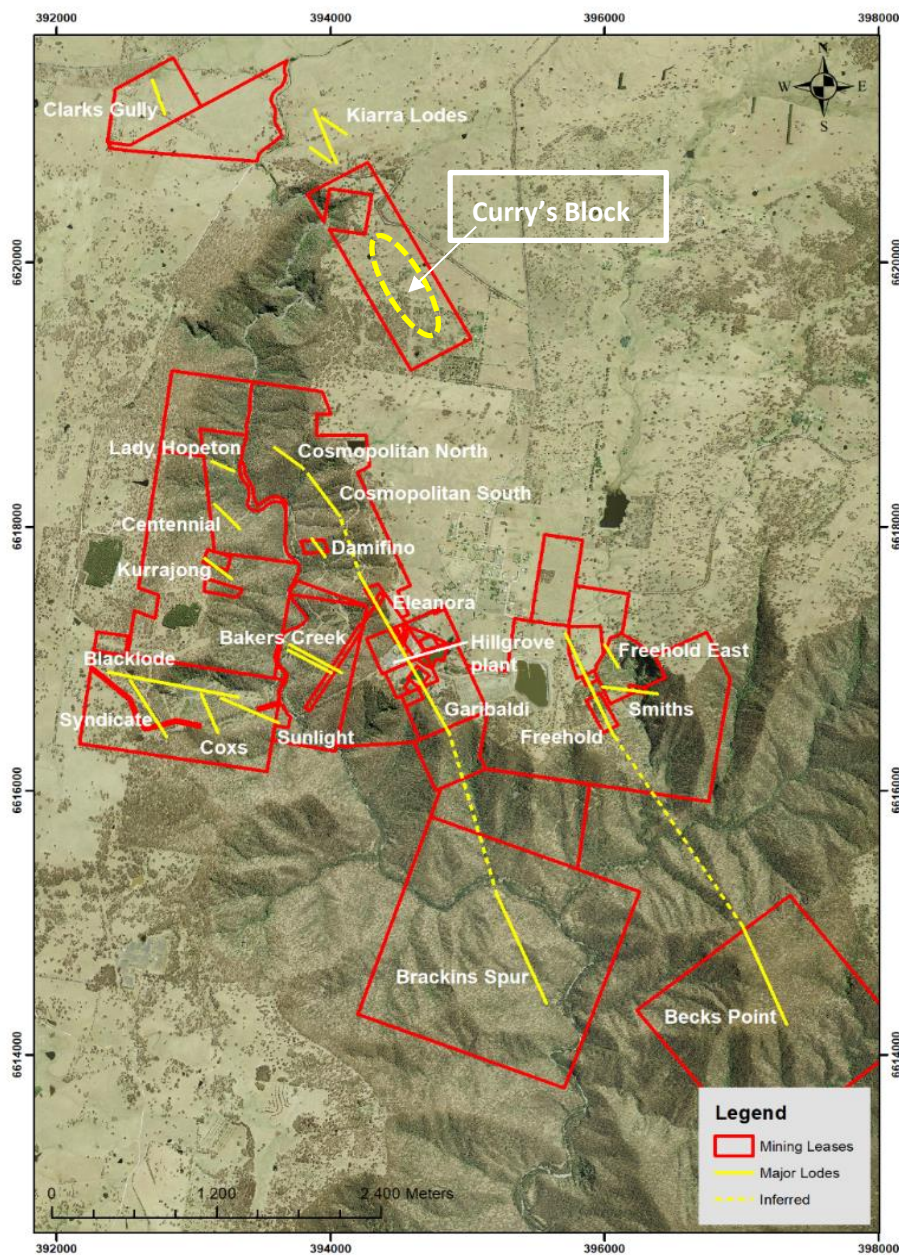 392000
394000
396000
398000
N
W
E
S
Clarks Gully
Kiarra Lodes
Curry's Block
6620000
6620000
Lady Hopeton
Cosmopolitan North
Cosmopolitan South
Centennial
6618000
6618000
Damifino
Kurrajong
Eleanora
Bakers Creek
Hillgrove
plant
Freehold East
Blacklode
Garibaldi
Smiths
Syndicate
Coxs
Sunlight
Freehold
6616000
6616000
Brackins Spur
Becks Point
6614000
6614000
Legend
Mining Leases
Major Lodes
Inferred
0
1,200
2,400 Meters
392000
394000
396000
398000